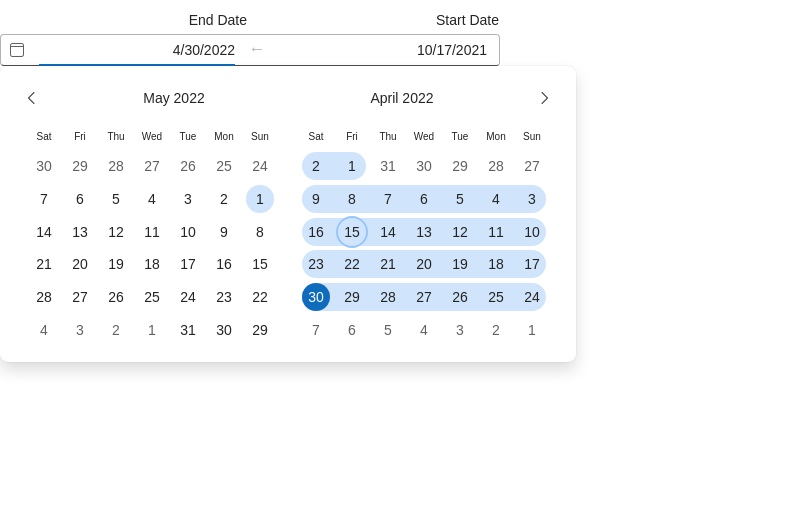 End Date Start Date
4/30/2022 ← 10/17/2021
May 2022 April 2022
Sat Fri Thu Wed Tue Mon Sun Sat Fri Thu Wed Tue Mon Sun
30 29 28 27 26 25 24 2 1 31 30 29 28 27
7 6 5 4 3 2 1 9 8 7 6 5 4 3
14 13 12 11 10 9 8 16 15 14 13 12 11 10
21 20 19 18 17 16 15 23 22 21 20 19 18 17
28 27 26 25 24 23 22 30 29 28 27 26 25 24
4 3 2 1 31 30 29 7 6 5 4 3 2 1